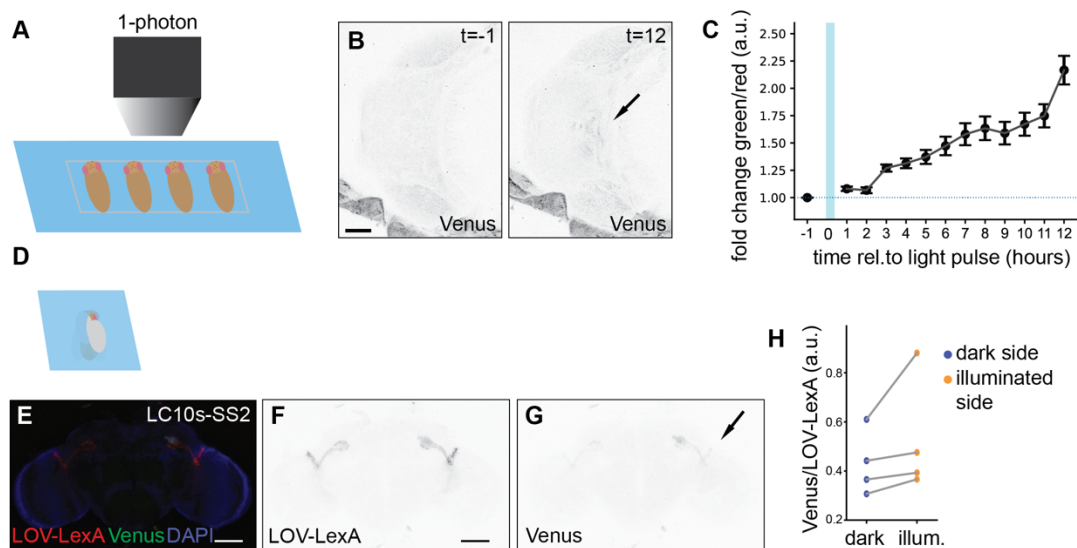 A
1-photon
B
t=-1
Venus
t=12
Venus
C
fold change green/red (a.u.)
2.50
2.25
2.00
1.75
1.50
1.25
1.00
-1 0 1 2 3 4 5 6 7 8 9 10 11 12
time rel.to light pulse (hours)
D
E
LC10s-SS2
LOV-LexA Venus DAPI
F
LOV-LexA
G
Venus
H
Venus/LOV-LexA (a.u.)
0.8
0.6
0.4
0.2
dark illum.
dark side
illuminated
side